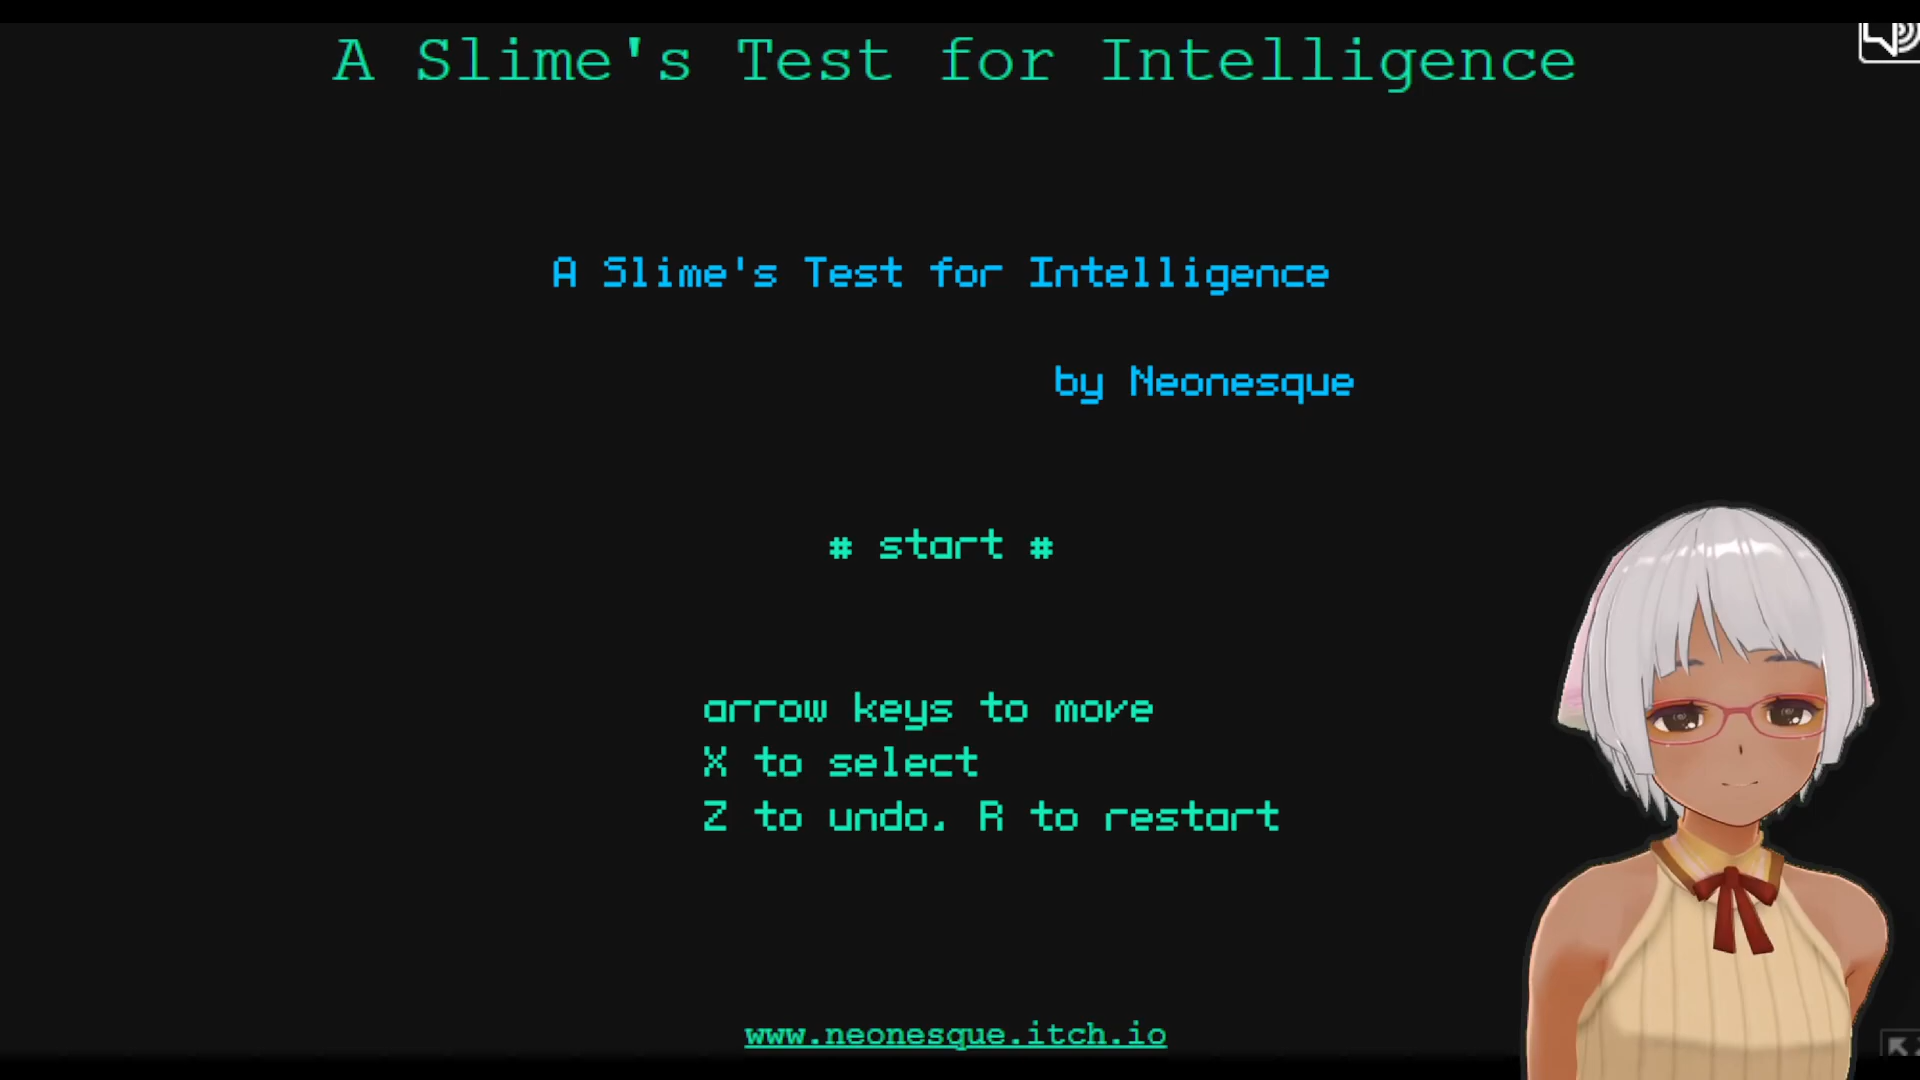 A Slime's Test for Intelligence
A Slime's Test for Intelligence
by Neonesque
# start #
arrow keys to move
X to select
Z to undo, R to restart
www.neonesque.itch.io